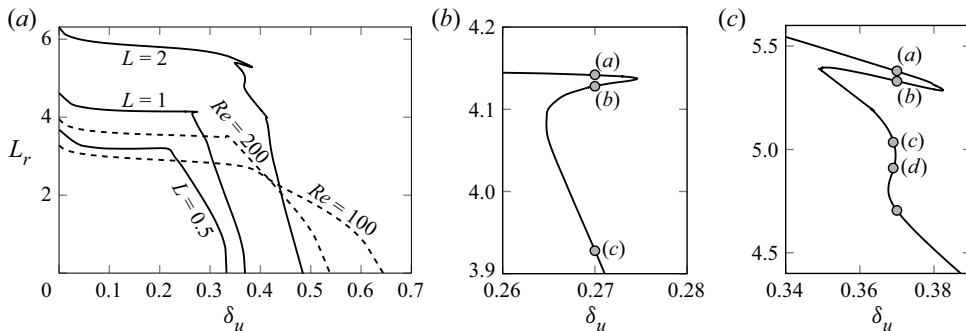 (a)
6
4
2
0
L_r
L = 2
L = 1
L = 0.5
Re = 200
Re = 100
0 0.1 0.2 0.3 0.4 0.5 0.6 0.7
δ_u
(b)
4.2
4.1
4.0
3.9
(a)
(b)
(c)
0.26 0.27 0.28
δ_u
(c)
5.5
5.0
4.5
(a)
(b)
(c)
(d)
0.34 0.36 0.38
δ_u